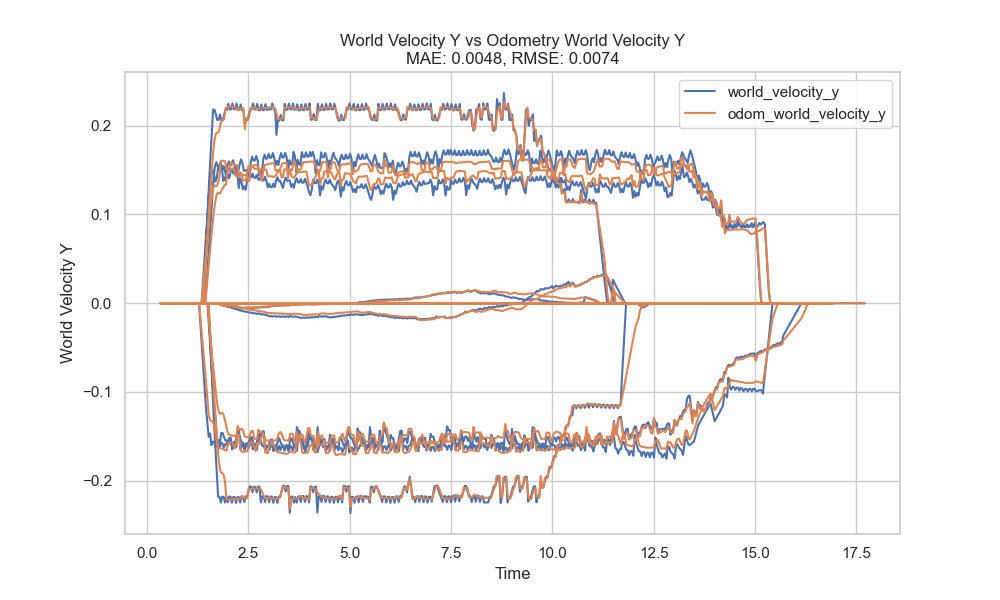 World Velocity Y vs Odometry World Velocity Y
MAE: 0.0048, RMSE: 0.0074
world_velocity_y
odom_world_velocity_y
World Velocity Y
0.2
0.1
0.0
−0.1
−0.2
0.0 2.5 5.0 7.5 10.0 12.5 15.0 17.5
Time